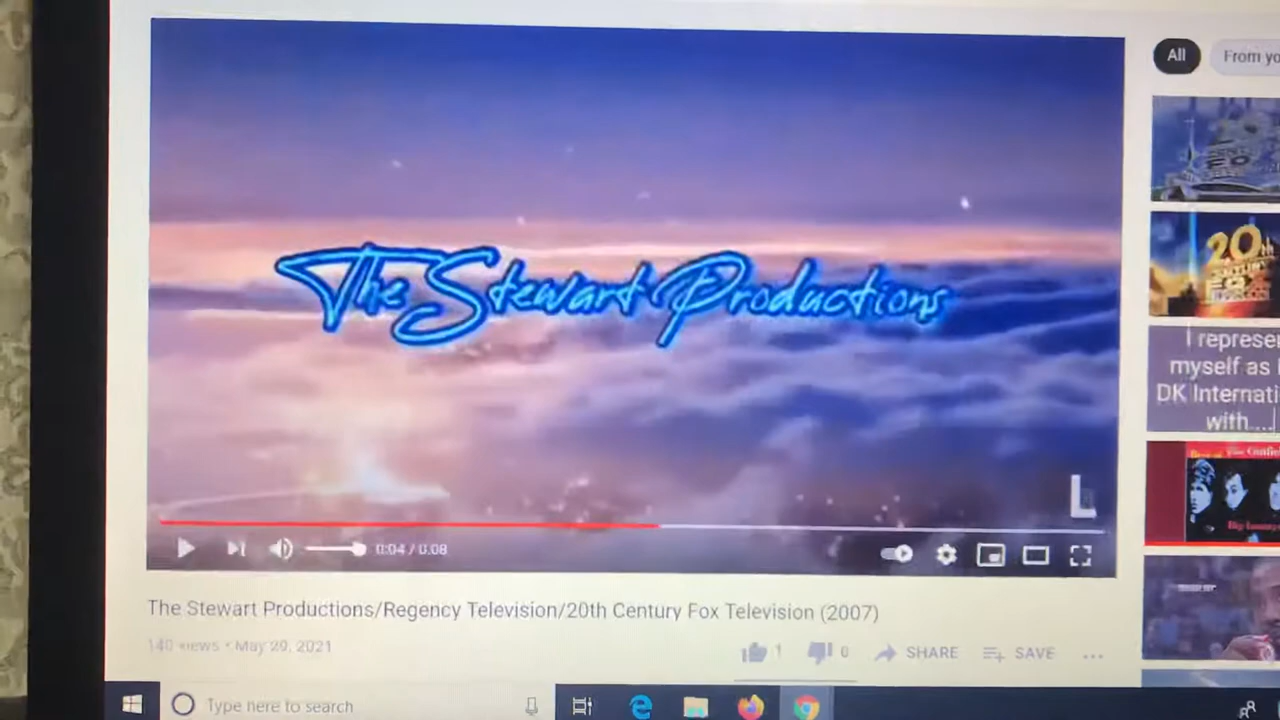 All
From yo
The Stewart Productions
20th
I represe
myself as
DK Internati
with....
0:04 / 0:08
The Stewart Productions/Regency Television/20th Century Fox Television (2007)
140 views • May 29, 2021
1
0
SHARE
SAVE
Type here to search